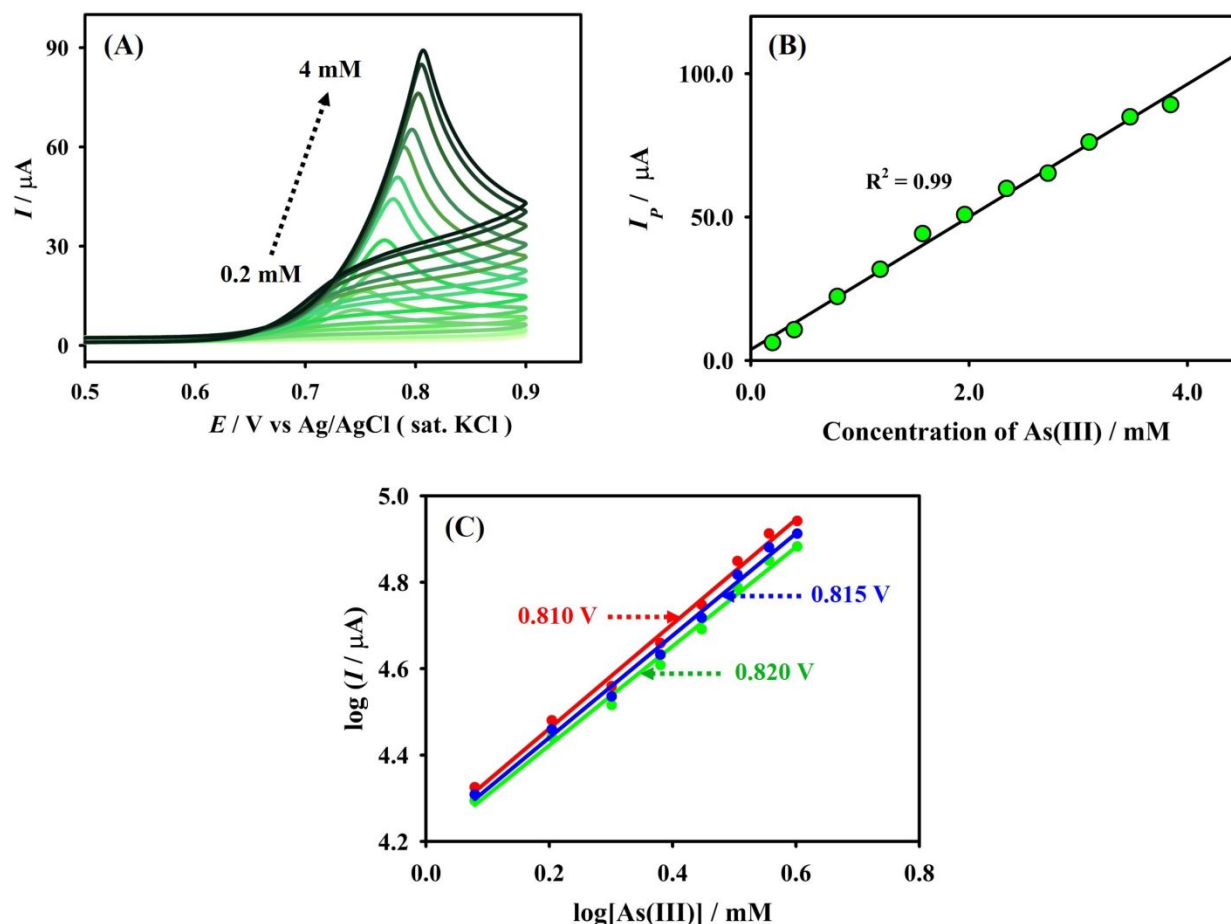 (A)
90
60
30
0
I / μA
4 mM
0.2 mM
0.5 0.6 0.7 0.8 0.9
E / V vs Ag/AgCl ( sat. KCl )
(B)
100.0
50.0
0.0
I_P / μA
R² = 0.99
0.0 2.0 4.0
Concentration of As(III) / mM
(C)
5.0
4.8
4.6
4.4
4.2
log (I / μA)
0.810 V
0.815 V
0.820 V
0.0 0.2 0.4 0.6 0.8
log[As(III)] / mM